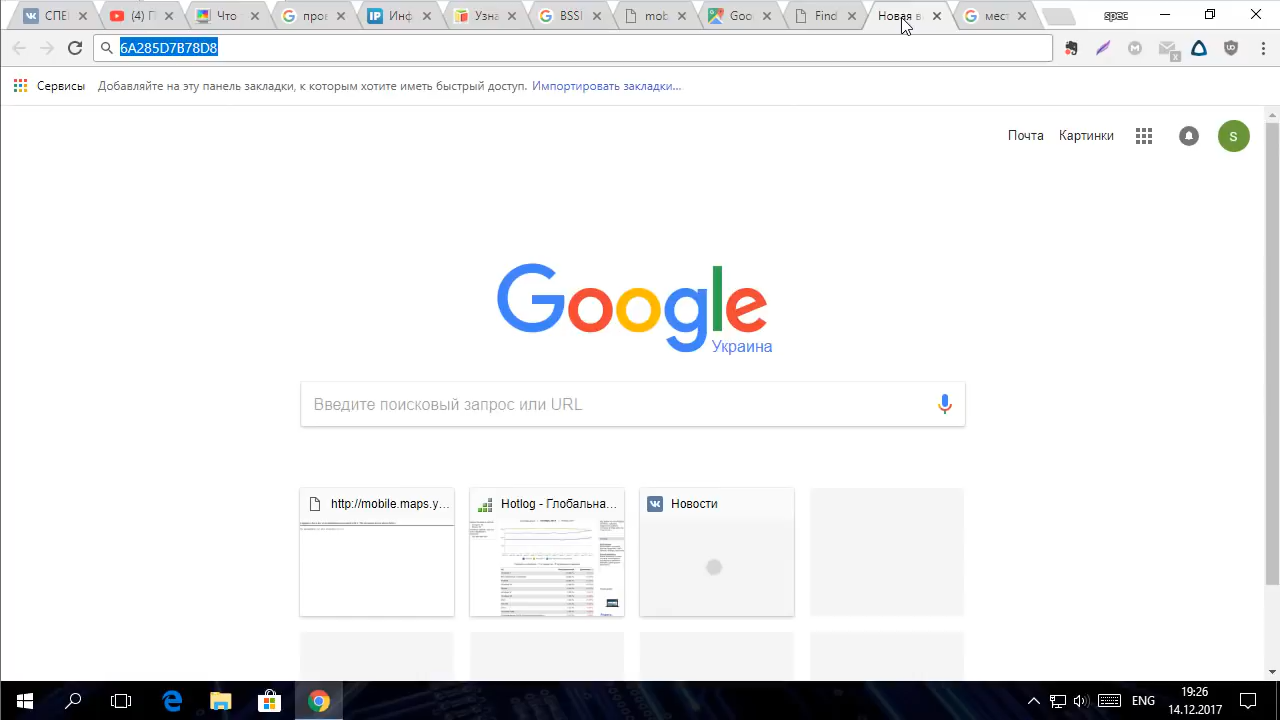 СПЕ
(4) П
Что
про
Инф
Узна
BSSI
mob
Goo
find
Новая в
мест
spec
6A285D7B78D8
Сервисы
Добавляйте на эту панель закладки, к которым хотите иметь быстрый доступ. Импортировать закладки...
Почта
Картинки
S
Google
Украина
Введите поисковый запрос или URL
http://mobile.maps.y...
Hotlog - Глобальна...
Новости
ENG
19:26
14.12.2017